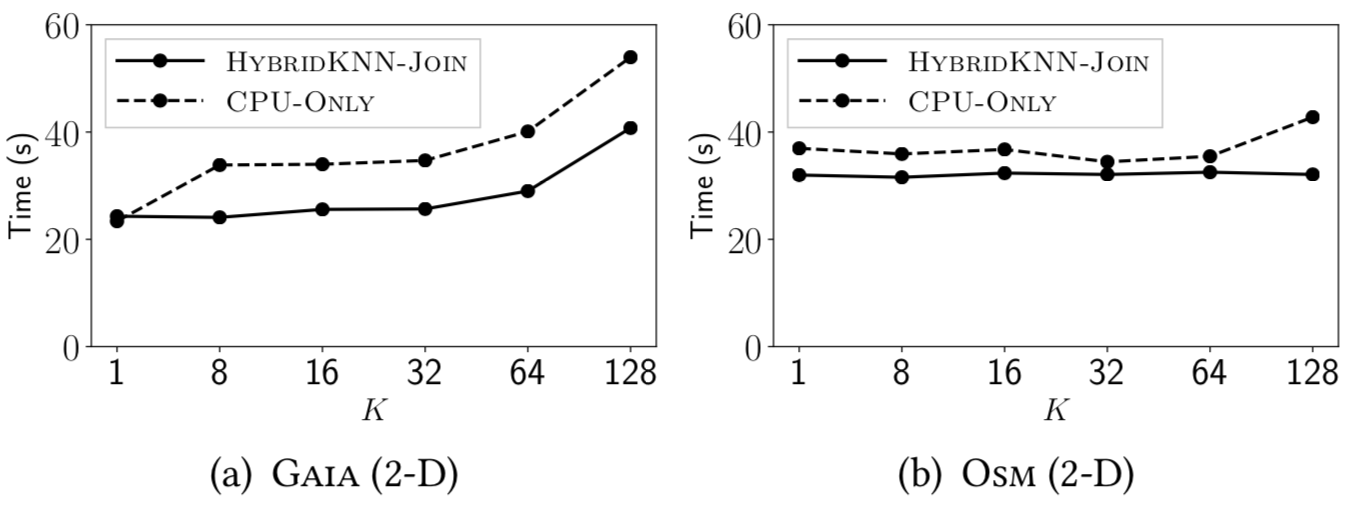 60
40
20
0
Time (s)
HYBRIDKNN-JOIN
CPU-ONLY
1 8 16 32 64 128
K
(a) GAIA (2-D)
60
40
20
0
Time (s)
HYBRIDKNN-JOIN
CPU-ONLY
1 8 16 32 64 128
K
(b) OSM (2-D)